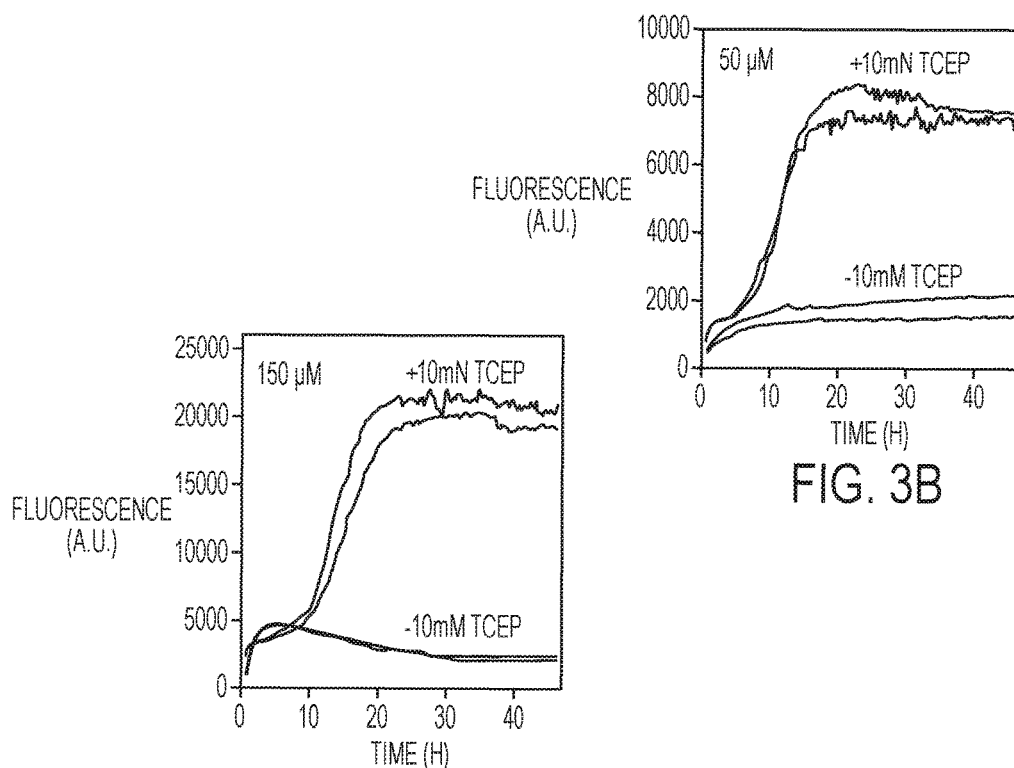 10000
50 µM
+10mN TCEP
8000
6000
FLUORESCENCE
(A.U.)
4000
-10mM TCEP
2000
0
0 10 20 30 40
TIME (H)
FIG. 3B
25000
150 µM
+10mN TCEP
20000
15000
FLUORESCENCE
(A.U.)
10000
5000
-10mM TCEP
0
0 10 20 30 40
TIME (H)